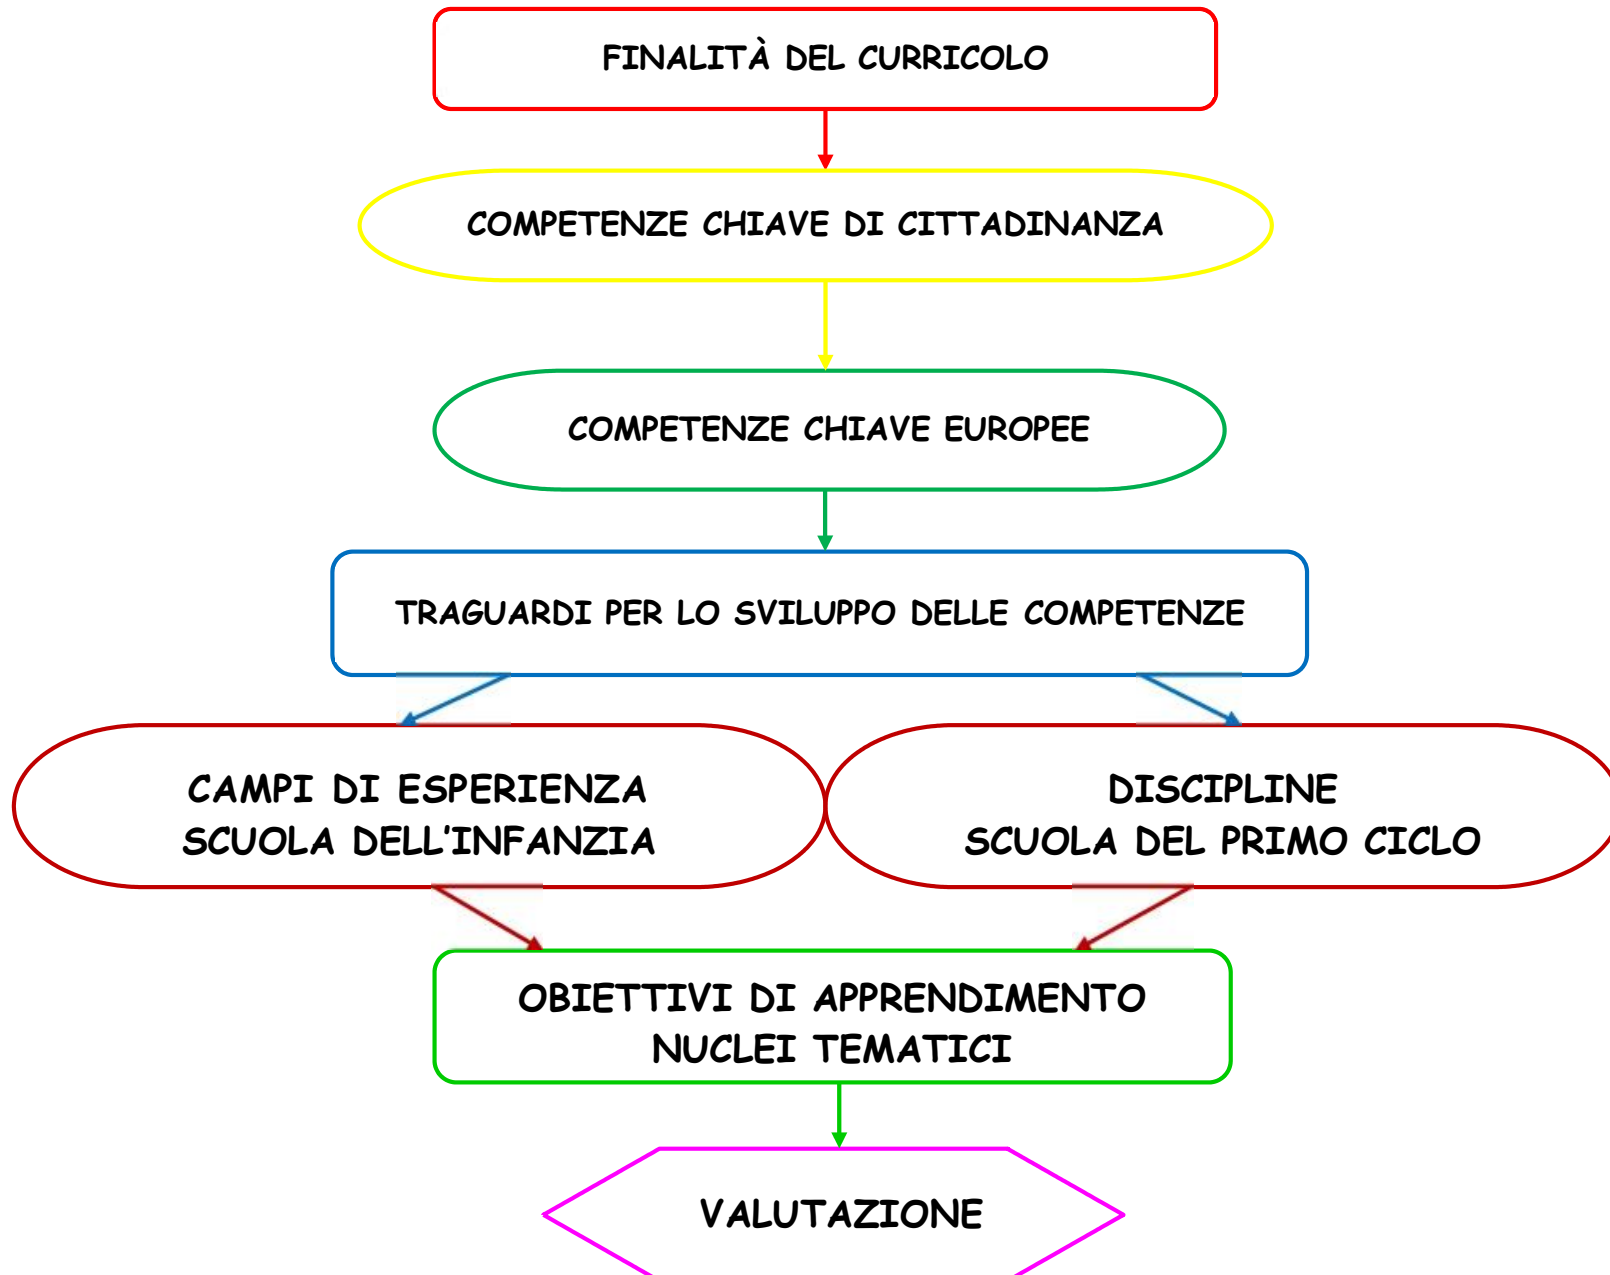 FINALITÀ DEL CURRICOLO
COMPETENZE CHIAVE DI CITTADINANZA
COMPETENZE CHIAVE EUROPEE
TRAGUARDI PER LO SVILUPPO DELLE COMPETENZE
CAMPI DI ESPERIENZA
SCUOLA DELL'INFANZIA
DISCIPLINE
SCUOLA DEL PRIMO CICLO
OBIETTIVI DI APPRENDIMENTO
NUCLEI TEMATICI
VALUTAZIONE